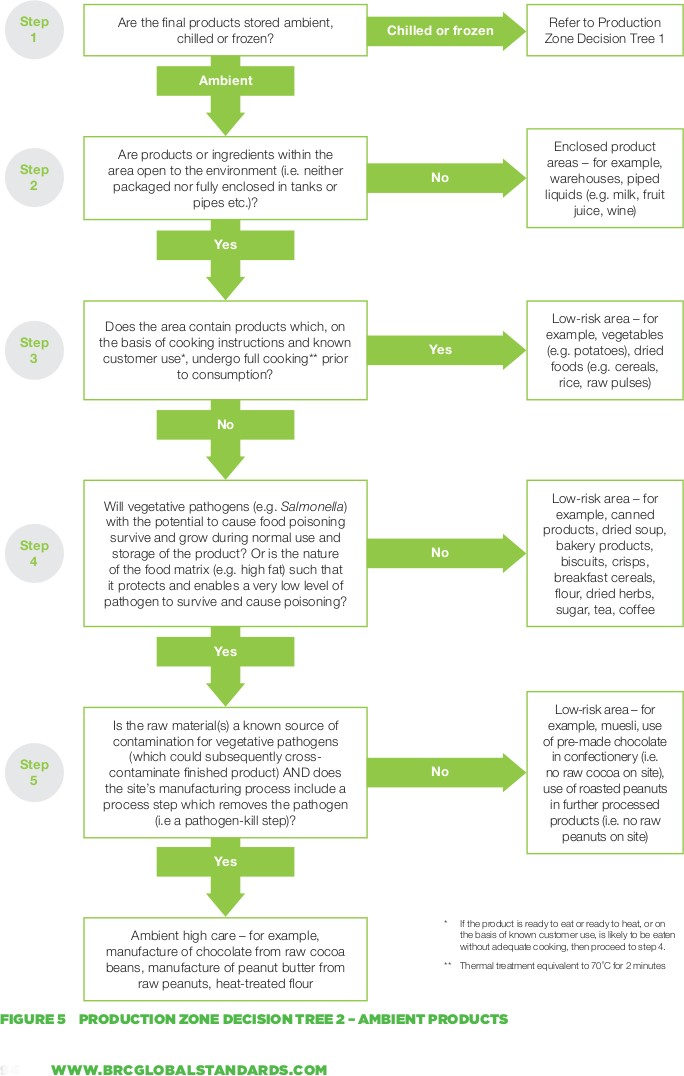 Step
1
Are the final products stored ambient,
chilled or frozen?
Chilled or frozen
Refer to Production
Zone Decision Tree 1
Ambient
Step
2
Are products or ingredients within the
area open to the environment (i.e. neither
packaged nor fully enclosed in tanks or
pipes etc.)?
No
Enclosed product
areas – for example,
warehouses, piped
liquids (e.g. milk, fruit
juice, wine)
Yes
Step
3
Does the area contain products which, on
the basis of cooking instructions and known
customer use*, undergo full cooking** prior
to consumption?
Yes
Low-risk area – for
example, vegetables
(e.g. potatoes), dried
foods (e.g. cereals,
rice, raw pulses)
No
Step
4
Will vegetative pathogens (e.g. Salmonella)
with the potential to cause food poisoning
survive and grow during normal use and
storage of the product? Or is the nature
of the food matrix (e.g. high fat) such that
it protects and enables a very low level of
pathogen to survive and cause poisoning?
No
Low-risk area – for
example, canned
products, dried soup,
bakery products,
biscuits, crisps,
breakfast cereals,
flour, dried herbs,
sugar, tea, coffee
Yes
Step
5
Is the raw material(s) a known source of
contamination for vegetative pathogens
(which could subsequently cross-
contaminate finished product) AND does
the site's manufacturing process include a
process step which removes the pathogen
(i.e a pathogen-kill step)?
No
Low-risk area – for
example, muesli, use
of pre-made chocolate
in confectionery (i.e.
no raw cocoa on site),
use of roasted peanuts
in further processed
products (i.e. no raw
peanuts on site)
Yes
Ambient high care – for example,
manufacture of chocolate from raw cocoa
beans, manufacture of peanut butter from
raw peanuts, heat-treated flour
* If the product is ready to eat or ready to heat, or on
the basis of known customer use, is likely to be eaten
without adequate cooking, then proceed to step 4.
** Thermal treatment equivalent to 70˚C for 2 minutes
FIGURE 5 PRODUCTION ZONE DECISION TREE 2 – AMBIENT PRODUCTS
WWW.BRCGLOBALSTANDARDS.COM